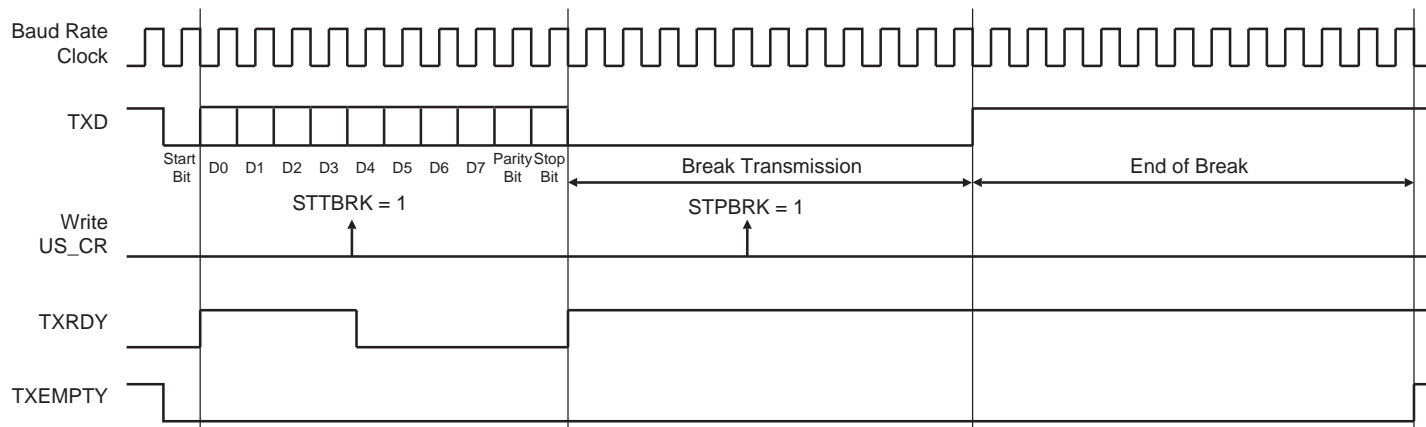 Baud Rate
Clock
TXD
Start
Bit
D0 D1 D2 D3 D4 D5 D6 D7
Parity
Bit
Stop
Bit
Break Transmission
End of Break
STTBRK = 1
STPBRK = 1
Write
US_CR
TXRDY
TXEMPTY